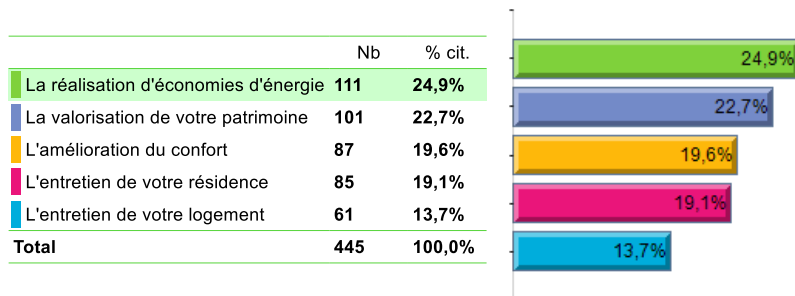 Nb % cit.
La réalisation d'économies d'énergie 111 24,9%
La valorisation de votre patrimoine 101 22,7%
L'amélioration du confort 87 19,6%
L'entretien de votre résidence 85 19,1%
L'entretien de votre logement 61 13,7%
Total 445 100,0%
24,9%
22,7%
19,6%
19,1%
13,7%